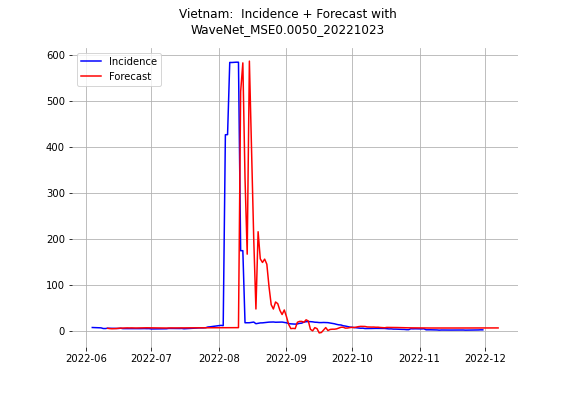 Vietnam:  Incidence + Forecast with
WaveNet_MSE0.0050_20221023
600
Incidence
Forecast
500
400
300
200
100
0
2022-06 2022-07 2022-08 2022-09 2022-10 2022-11 2022-12